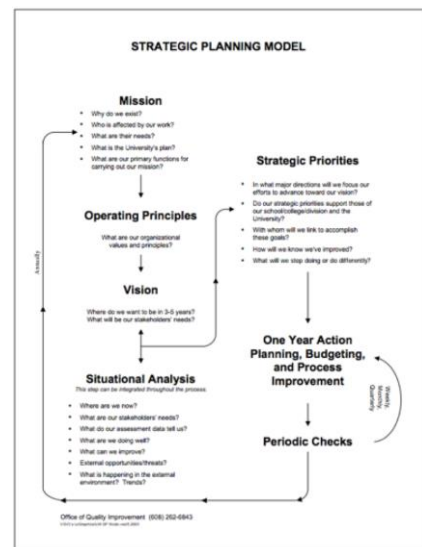 STRATEGIC PLANNING MODEL
Mission
• Why do we exist?
• Who is affected by our work?
• What are their needs?
• What is the University's plan?
• What are our primary functions for
carrying out our mission?
Operating Principles
What are our organizational
values and principles?
Vision
Where do we want to be in 3-5 years?
What will be our stakeholders' needs?
Situational Analysis
This step can be integrated throughout the process.
• Where are we now?
• What are our stakeholders' needs?
• What do our assessment data tell us?
• What are we doing well?
• What can we improve?
• External opportunities/threats?
• What is happening in the external
environment? Trends?
Annually
Strategic Priorities
• In what major directions will we focus our
efforts to advance toward our vision?
• Do our strategic priorities support those of
our school/college/division and the
University?
• With whom will we link to accomplish
these goals?
• How will we know we've improved?
• What will we stop doing or do differently?
One Year Action
Planning, Budgeting,
and Process
Improvement
Weekly,
Monthly,
Quarterly
Periodic Checks
Office of Quality Improvement (608) 262-6843